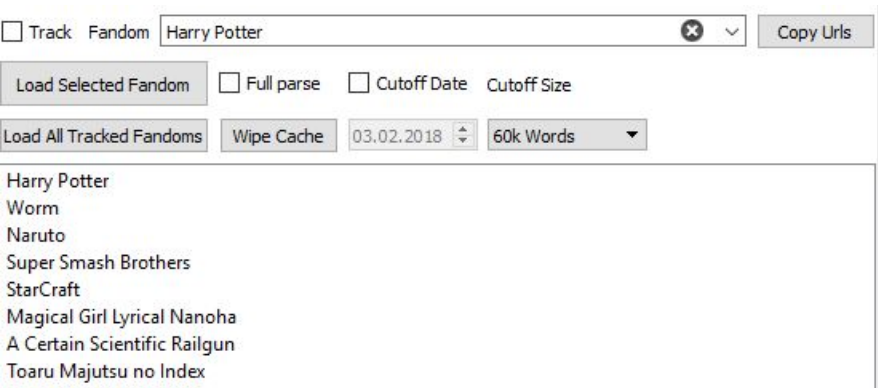 Track Fandom Harry Potter Copy Urls
Load Selected Fandom Full parse Cutoff Date Cutoff Size
Load All Tracked Fandoms Wipe Cache 03.02.2018 60k Words
Harry Potter
Worm
Naruto
Super Smash Brothers
StarCraft
Magical Girl Lyrical Nanoha
A Certain Scientific Railgun
Toaru Majutsu no Index